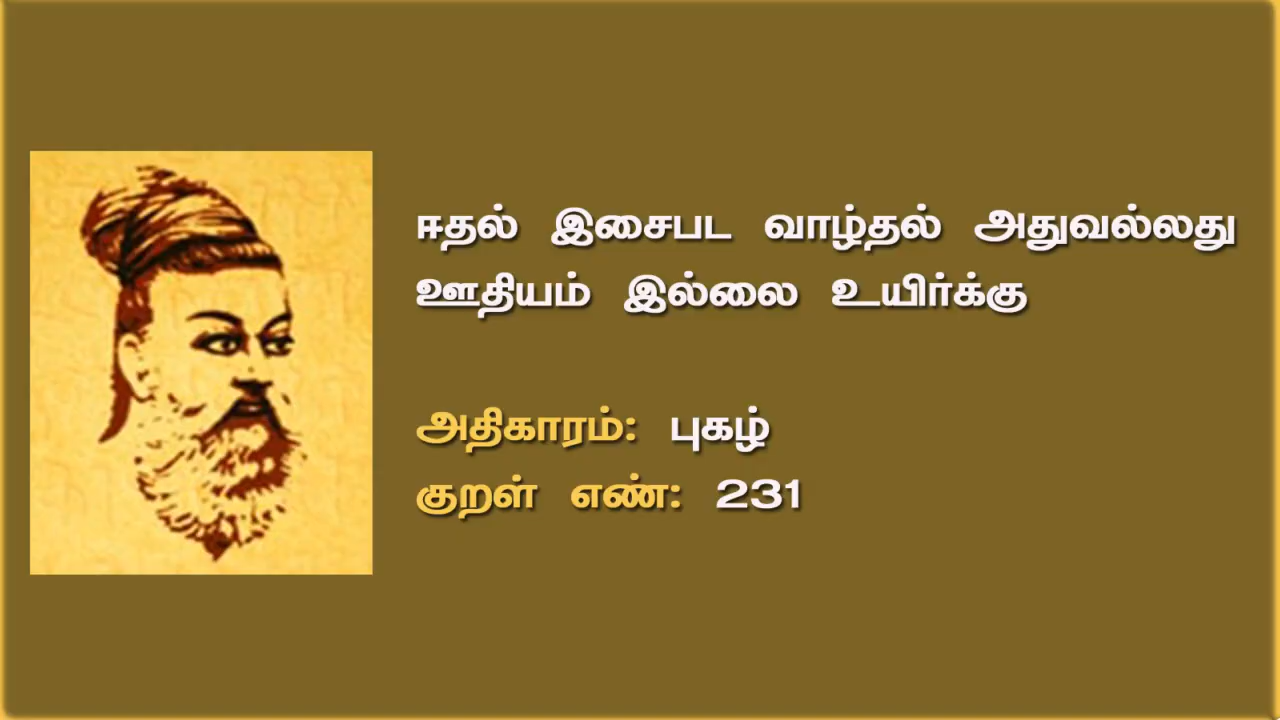 ஈதல் இசைபட வாழ்தல் அதுவல்லது
ஊதியம் இல்லை உயிர்க்கு
அதிகாரம்: புகழ்
குறள் எண்: 231